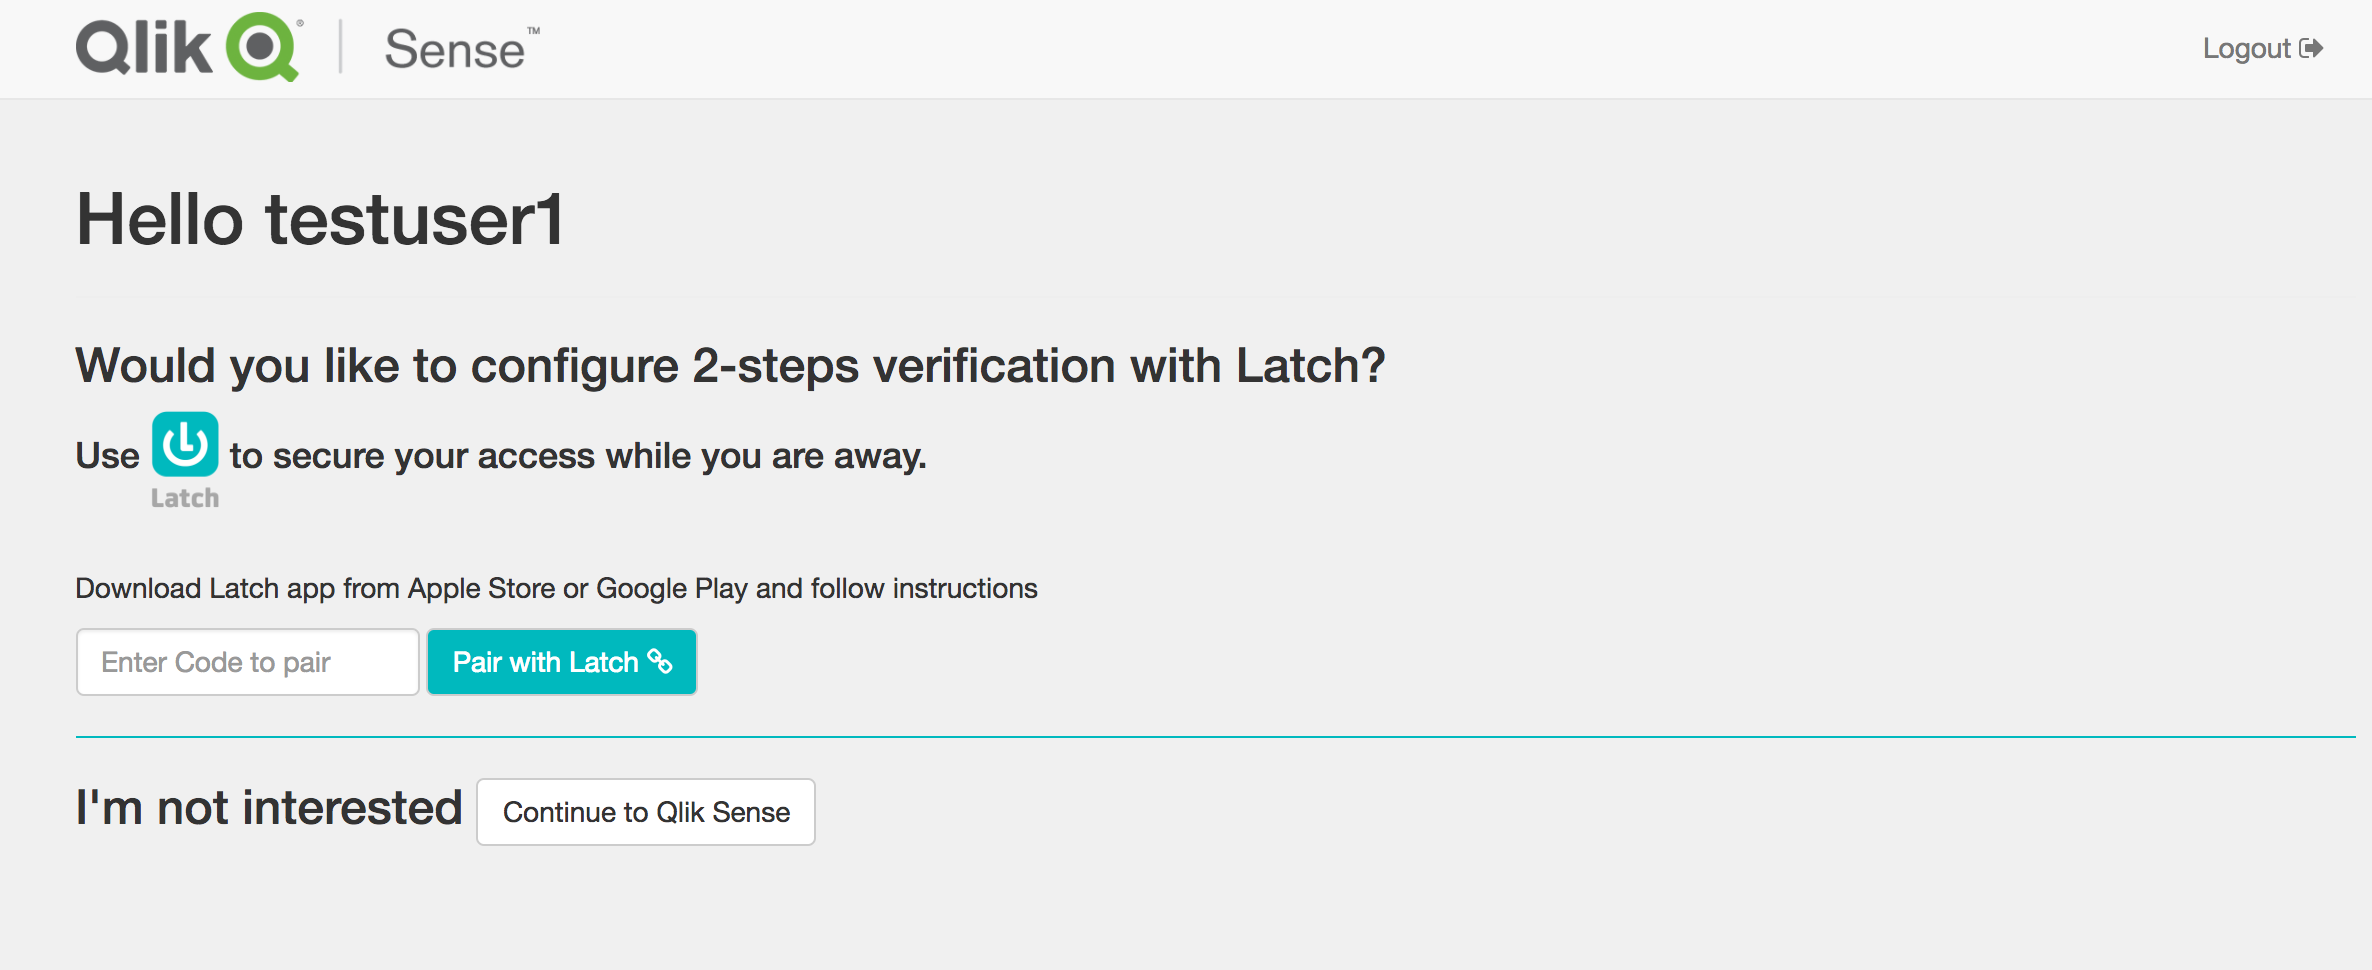 Qlik Q® | Sense™
Logout
Hello testuser1
Would you like to configure 2-steps verification with Latch?
Use Latch to secure your access while you are away.
Download Latch app from Apple Store or Google Play and follow instructions
Enter Code to pair Pair with Latch
I'm not interested Continue to Qlik Sense